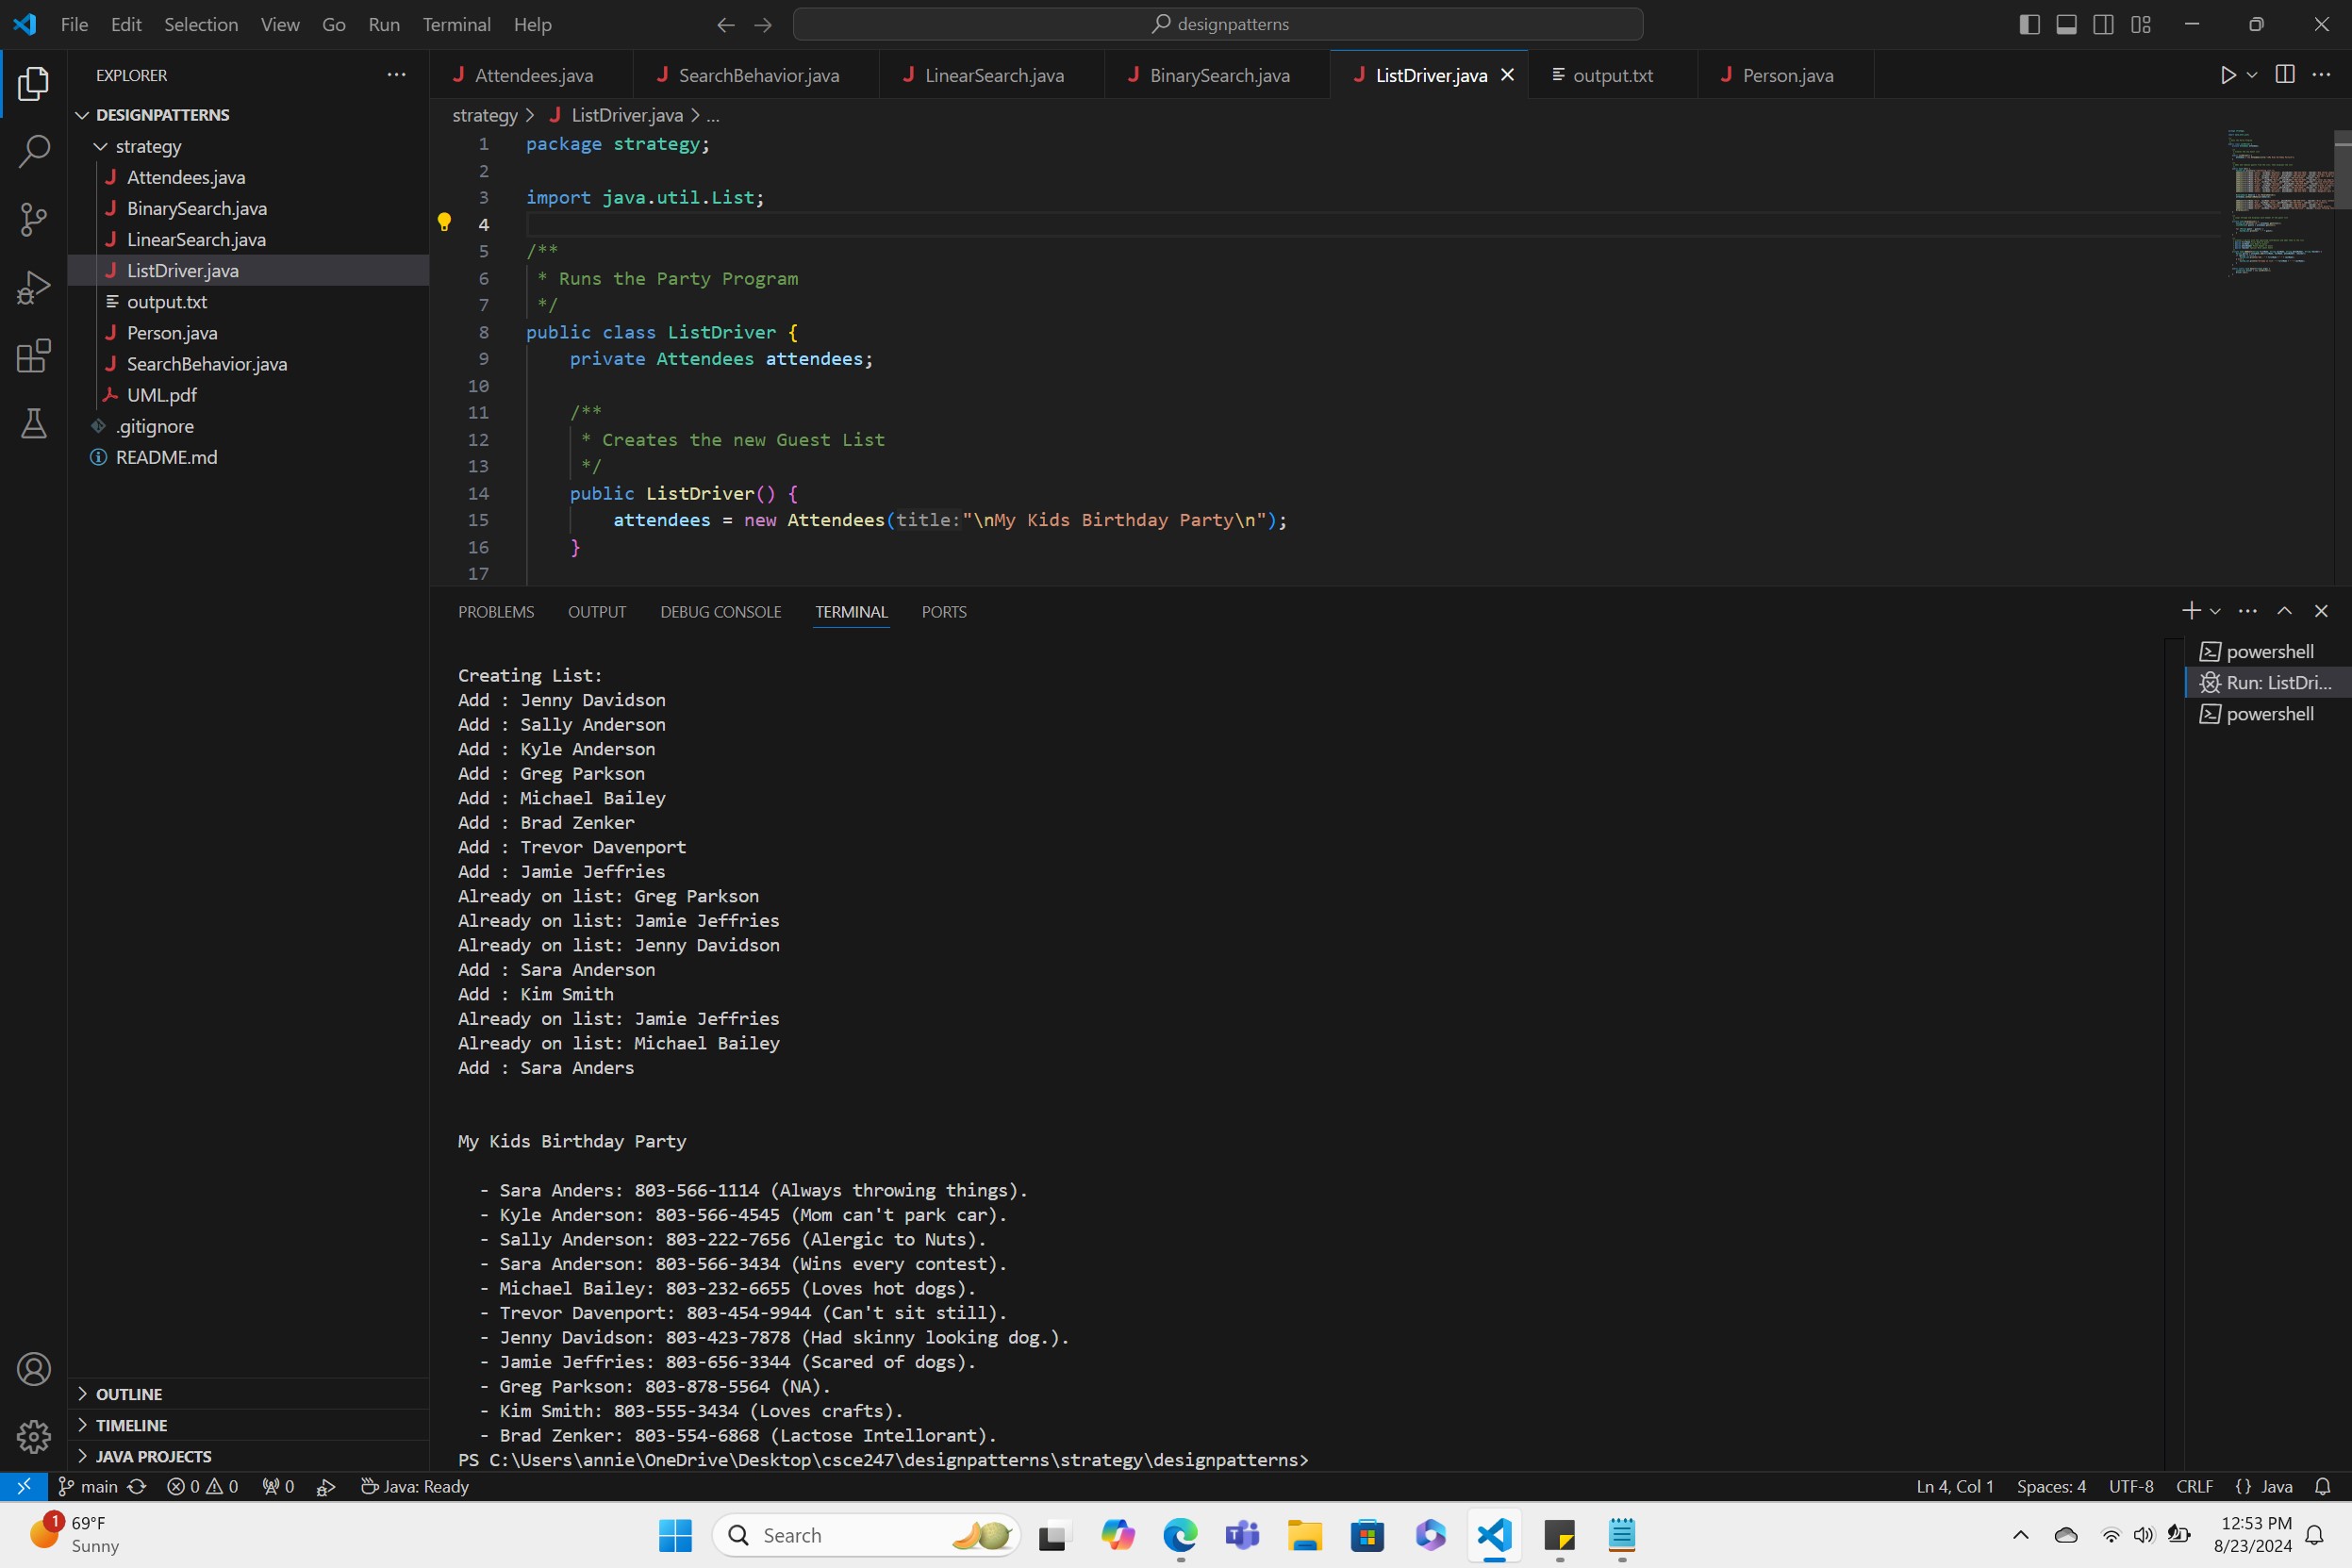 File Edit Selection View Go Run Terminal Help
designpatterns
EXPLORER
DESIGNPATTERNS
strategy
Attendees.java
BinarySearch.java
LinearSearch.java
ListDriver.java
output.txt
Person.java
SearchBehavior.java
UML.pdf
.gitignore
README.md
OUTLINE
TIMELINE
JAVA PROJECTS
Attendees.java SearchBehavior.java LinearSearch.java BinarySearch.java ListDriver.java output.txt Person.java
strategy > ListDriver.java > ...
1 package strategy;
2
3 import java.util.List;
4
5 /**
6 * Runs the Party Program
7 */
8 public class ListDriver {
9 private Attendees attendees;
10
11 /**
12 * Creates the new Guest List
13 */
14 public ListDriver() {
15 attendees = new Attendees(title:"\nMy Kids Birthday Party\n");
16 }
17
PROBLEMS OUTPUT DEBUG CONSOLE TERMINAL PORTS
Creating List:
Add : Jenny Davidson
Add : Sally Anderson
Add : Kyle Anderson
Add : Greg Parkson
Add : Michael Bailey
Add : Brad Zenker
Add : Trevor Davenport
Add : Jamie Jeffries
Already on list: Greg Parkson
Already on list: Jamie Jeffries
Already on list: Jenny Davidson
Add : Sara Anderson
Add : Kim Smith
Already on list: Jamie Jeffries
Already on list: Michael Bailey
Add : Sara Anders
My Kids Birthday Party
- Sara Anders: 803-566-1114 (Always throwing things).
- Kyle Anderson: 803-566-4545 (Mom can't park car).
- Sally Anderson: 803-222-7656 (Alergic to Nuts).
- Sara Anderson: 803-566-3434 (Wins every contest).
- Michael Bailey: 803-232-6655 (Loves hot dogs).
- Trevor Davenport: 803-454-9944 (Can't sit still).
- Jenny Davidson: 803-423-7878 (Had skinny looking dog.).
- Jamie Jeffries: 803-656-3344 (Scared of dogs).
- Greg Parkson: 803-878-5564 (NA).
- Kim Smith: 803-555-3434 (Loves crafts).
- Brad Zenker: 803-554-6868 (Lactose Intellorant).
PS C:\Users\annie\OneDrive\Desktop\csce247\designpatterns\strategy\designpatterns>
powershell
Run: ListDri...
powershell
main 0 0 0 Java: Ready
Ln 4, Col 1 Spaces: 4 UTF-8 CRLF {} Java
1
69°F
Sunny
Search
12:53 PM
8/23/2024